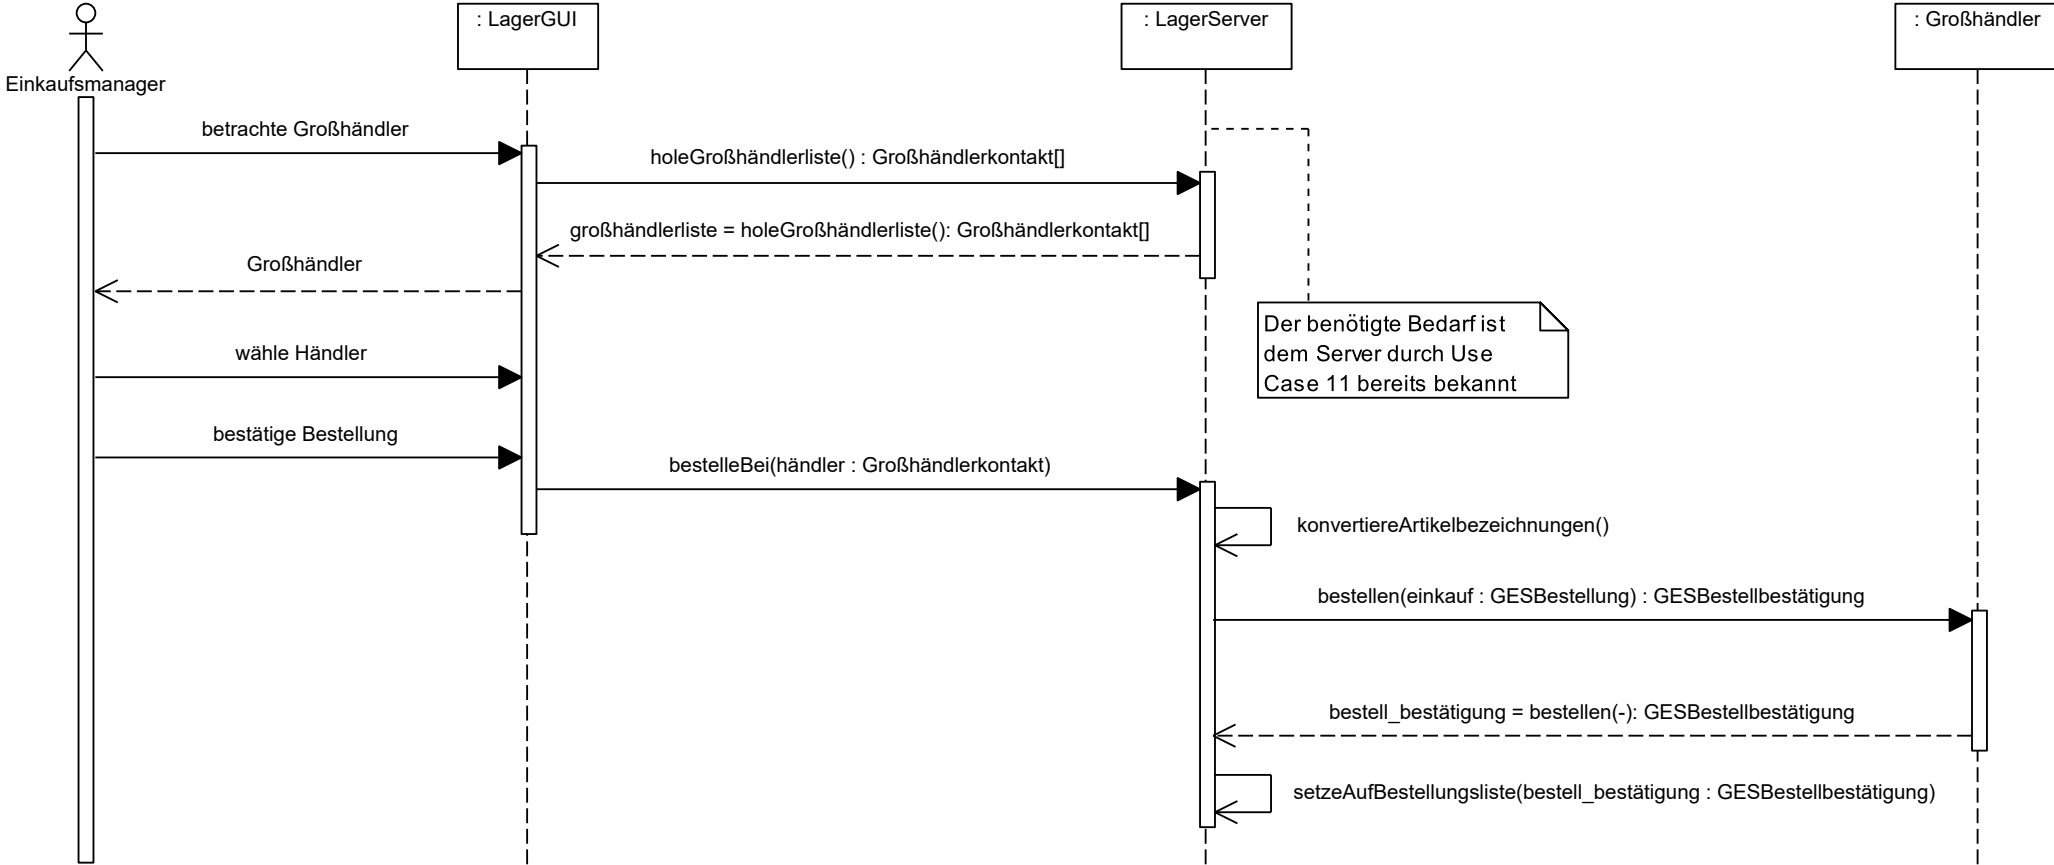 : LagerGUI
: LagerServer
: Großhändler
Einkaufsmanager
betrachte Großhändler
holeGroßhändlerliste() : Großhändlerkontakt[]
großhändlerliste = holeGroßhändlerliste(): Großhändlerkontakt[]
Großhändler
Der benötigte Bedarf ist
dem Server durch Use
Case 11 bereits bekannt
wähle Händler
bestätige Bestellung
bestelleBei(händler : Großhändlerkontakt)
konvertiereArtikelbezeichnungen()
bestellen(einkauf : GESBestellung) : GESBestellbestätigung
bestell_bestätigung = bestellen(-): GESBestellbestätigung
setzeAufBestellungsliste(bestell_bestätigung : GESBestellbestätigung)